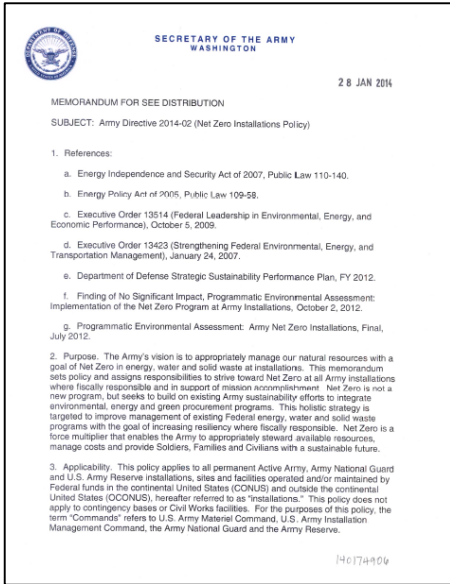 SECRETARY OF THE ARMY
WASHINGTON
28 JAN 2014
MEMORANDUM FOR SEE DISTRIBUTION
SUBJECT: Army Directive 2014-02 (Net Zero Installations Policy)
1. References:
a. Energy Independence and Security Act of 2007, Public Law 110-140.
b. Energy Policy Act of 2005, Public Law 109-58.
c. Executive Order 13514 (Federal Leadership in Environmental, Energy, and
Economic Performance), October 5, 2009.
d. Executive Order 13423 (Strengthening Federal Environmental, Energy, and
Transportation Management), January 24, 2007.
e. Department of Defense Strategic Sustainability Performance Plan, FY 2012.
f. Finding of No Significant Impact, Programmatic Environmental Assessment:
Implementation of the Net Zero Program at Army Installations, October 2, 2012.
g. Programmatic Environmental Assessment: Army Net Zero Installations, Final,
July 2012.
2. Purpose. The Army's vision is to appropriately manage our natural resources with a
goal of Net Zero in energy, water and solid waste at installations. This memorandum
sets policy and assigns responsibilities to strive toward Net Zero at all Army installations
where fiscally responsible and in support of mission accomplishment. Net Zero is not a
new program, but seeks to build on existing Army sustainability efforts to integrate
environmental, energy and green procurement programs. This holistic strategy is
targeted to improve management of existing Federal energy, water and solid waste
programs with the goal of increasing resiliency where fiscally responsible. Net Zero is a
force multiplier that enables the Army to appropriately steward available resources,
manage costs and provide Soldiers, Families and Civilians with a sustainable future.
3. Applicability. This policy applies to all permanent Active Army, Army National Guard
and U.S. Army Reserve installations, sites and facilities operated and/or maintained by
Federal funds in the continental United States (CONUS) and outside the continental
United States (OCONUS), hereafter referred to as "installations." This policy does not
apply to contingency bases or Civil Works facilities. For the purposes of this policy, the
term "Commands" refers to U.S. Army Materiel Command, U.S. Army Installation
Management Command, the Army National Guard and the Army Reserve.
140174906